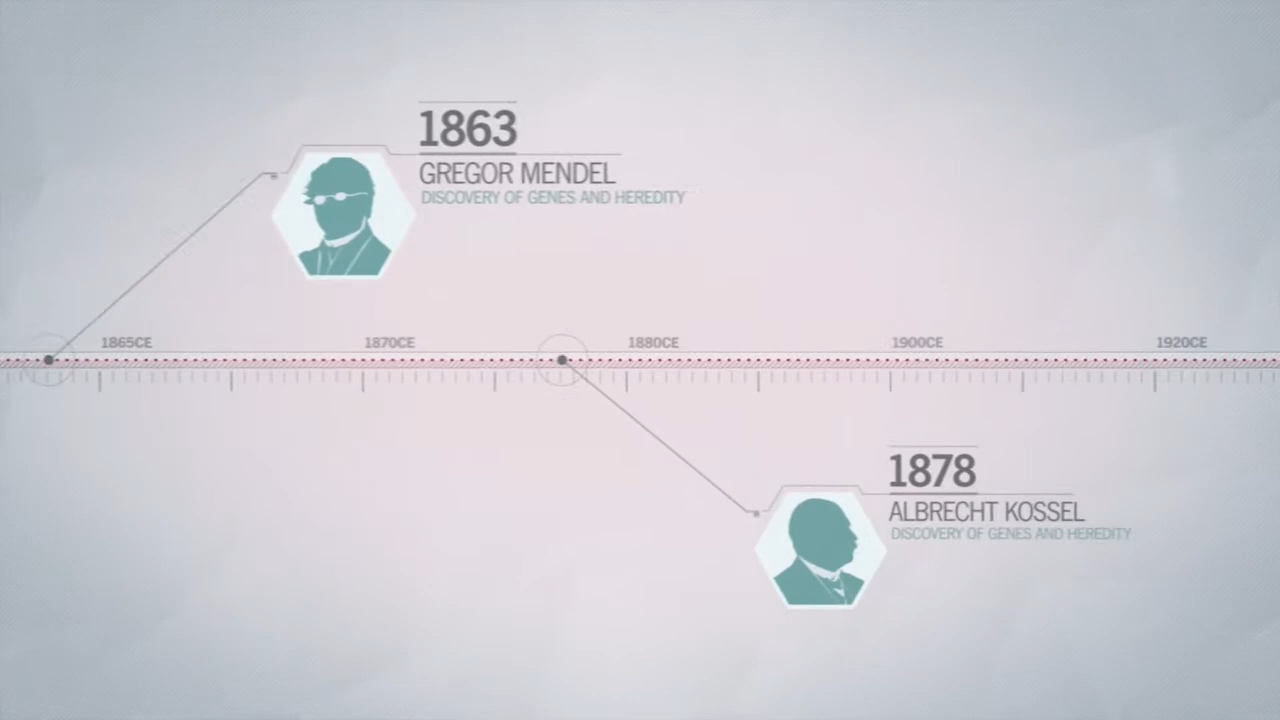 1863
GREGOR MENDEL
DISCOVERY OF GENES AND HEREDITY
1865CE
1870CE
1880CE
1900CE
1920CE
1878
ALBRECHT KOSSEL
DISCOVERY OF GENES AND HEREDITY